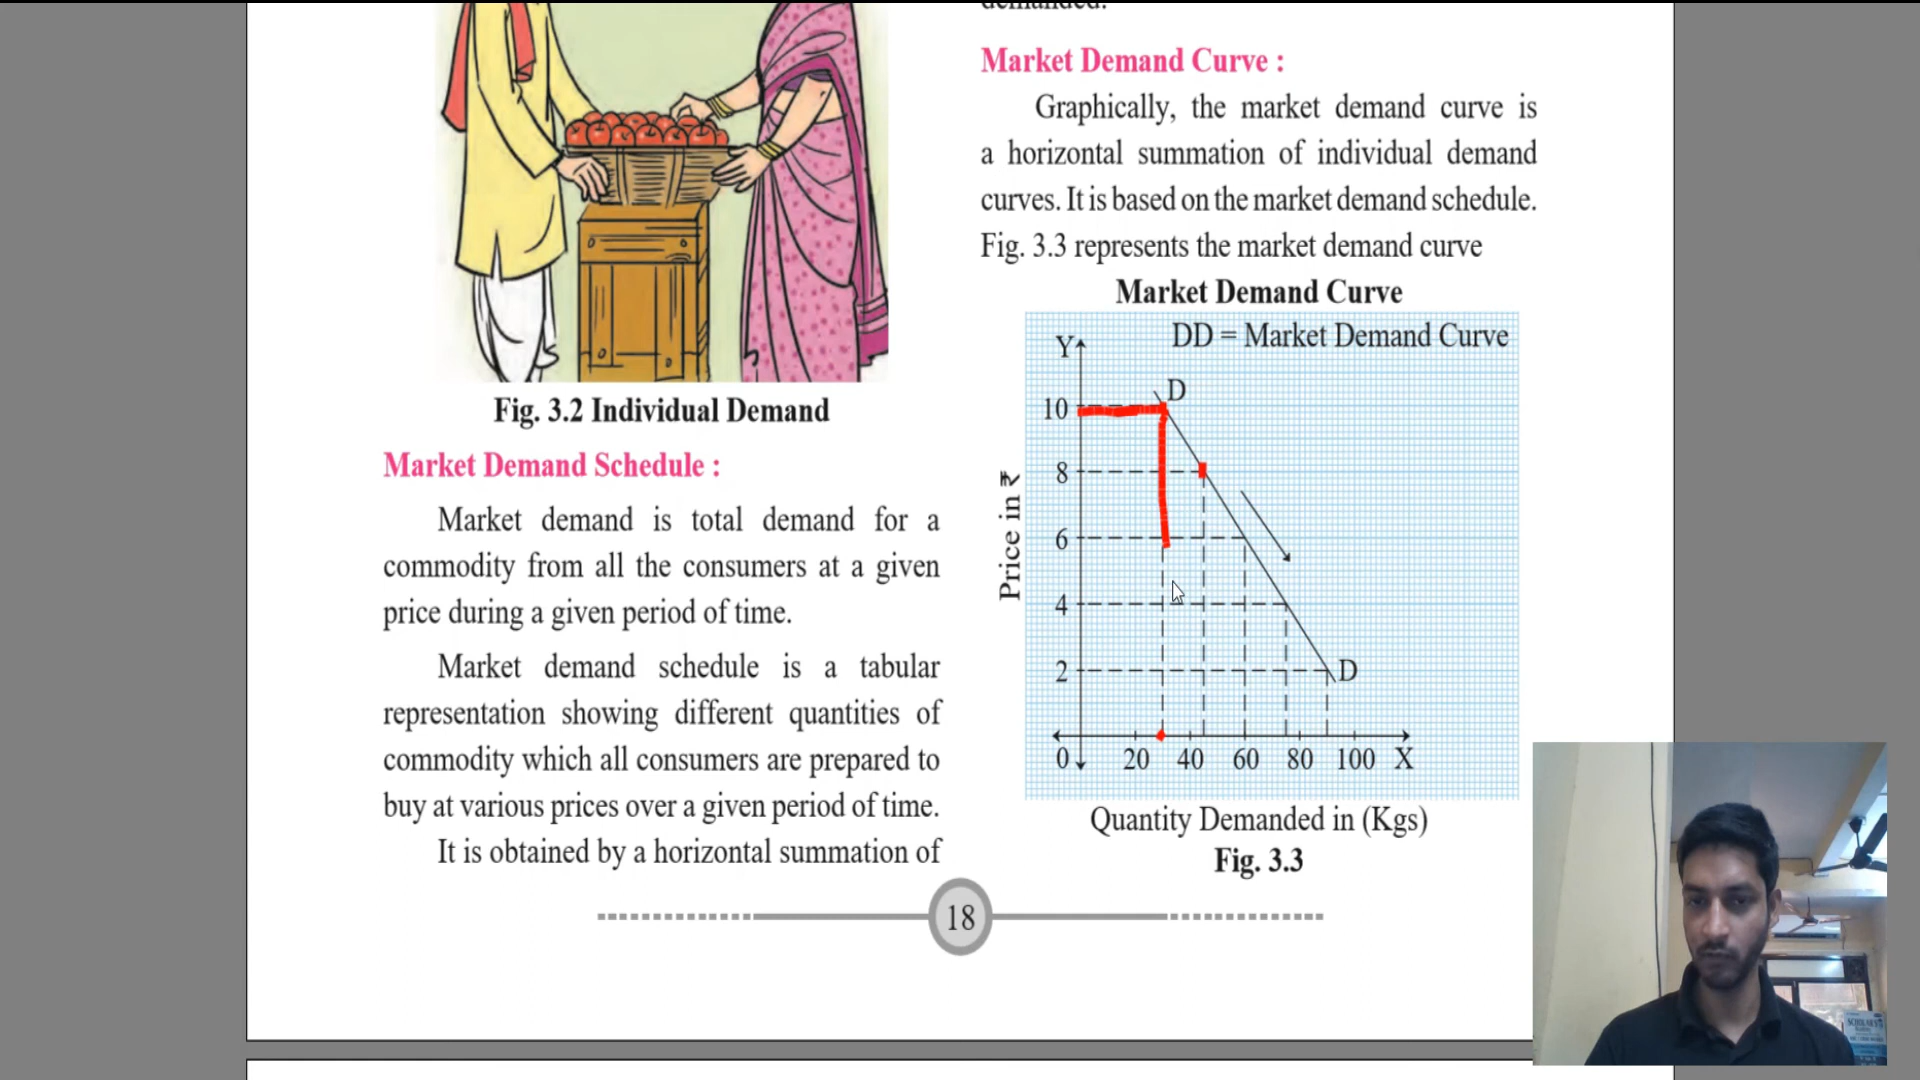 demanded.
Market Demand Curve :
Graphically, the market demand curve is
a horizontal summation of individual demand
curves. It is based on the market demand schedule.
Fig. 3.3 represents the market demand curve
Market Demand Curve
DD = Market Demand Curve
Y
D
10
8
6
4
2
D
0
20 40 60 80 100 X
Price in ₹
Quantity Demanded in (Kgs)
Fig. 3.3
Fig. 3.2 Individual Demand
Market Demand Schedule :
Market demand is total demand for a
commodity from all the consumers at a given
price during a given period of time.
Market demand schedule is a tabular
representation showing different quantities of
commodity which all consumers are prepared to
buy at various prices over a given period of time.
It is obtained by a horizontal summation of
18